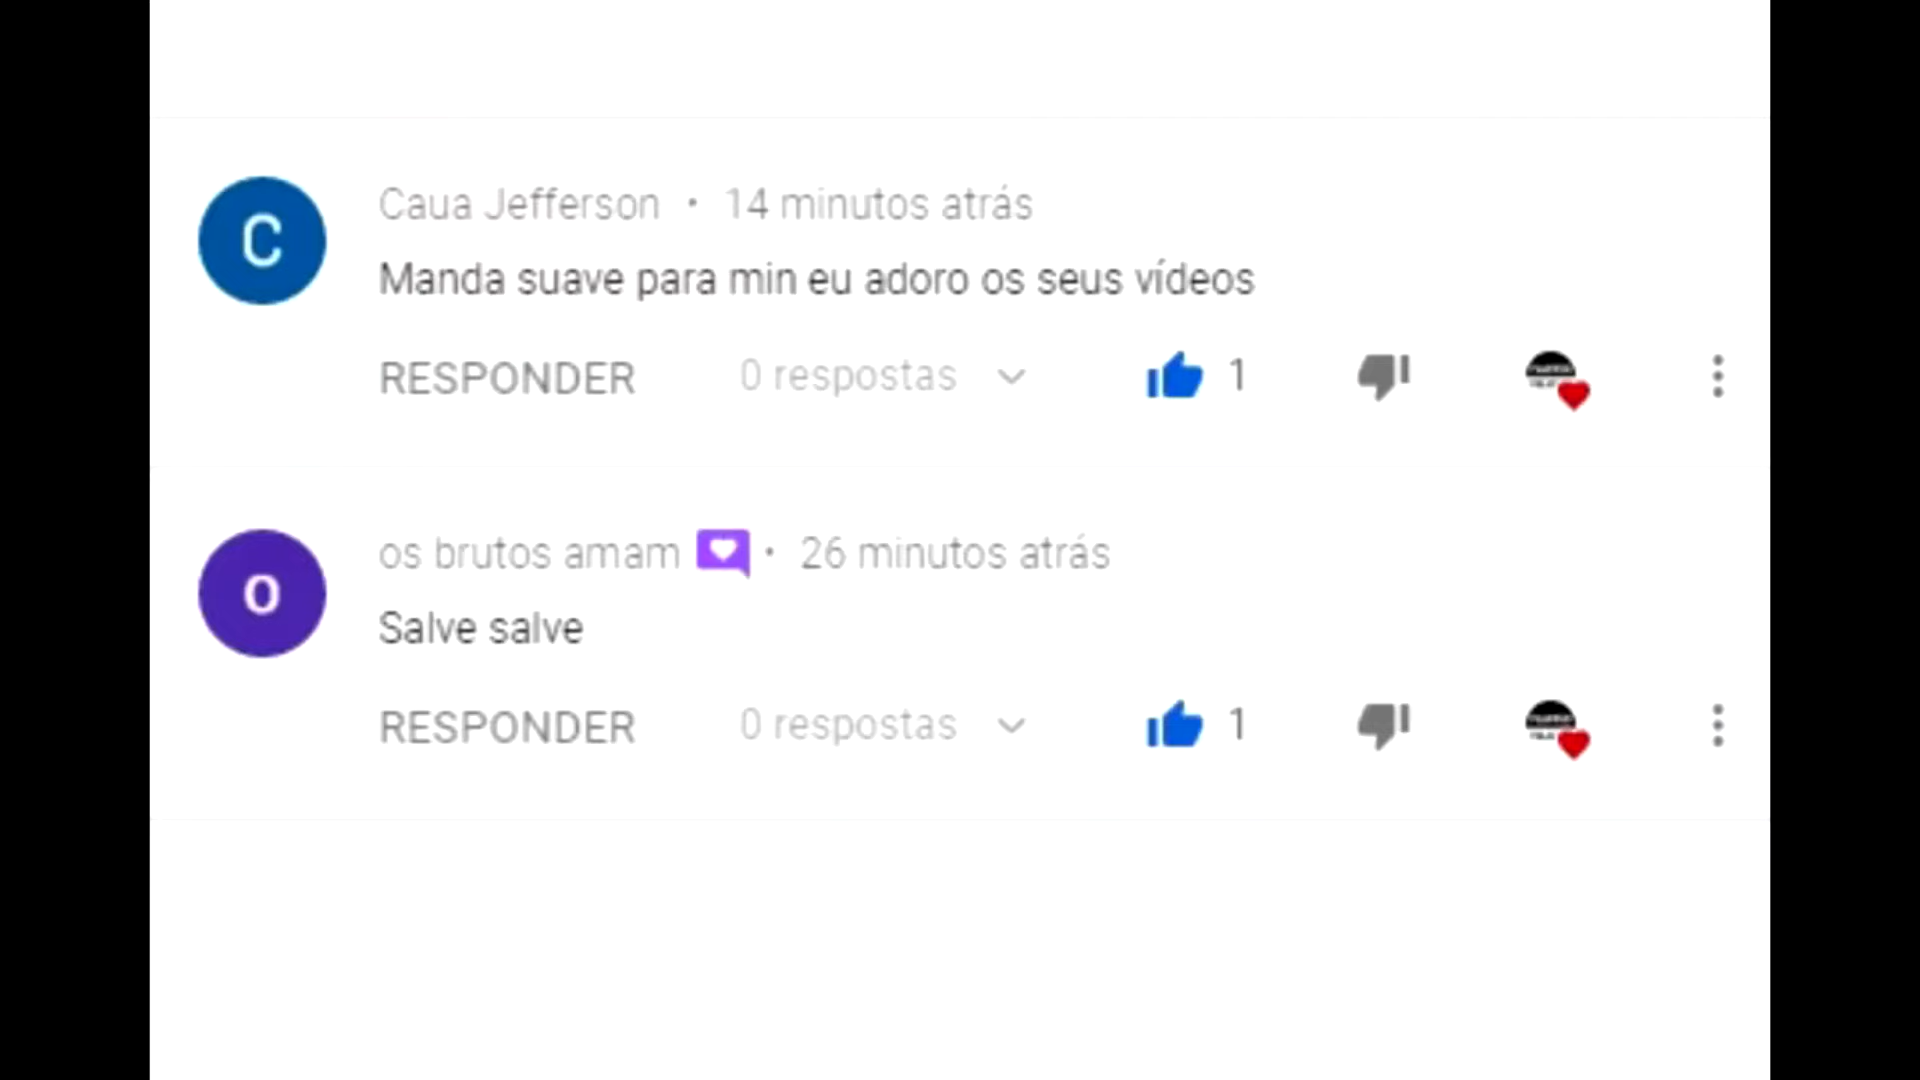 C
Caua Jefferson • 14 minutos atrás
Manda suave para min eu adoro os seus vídeos
RESPONDER 0 respostas 1
o
os brutos amam • 26 minutos atrás
Salve salve
RESPONDER 0 respostas 1